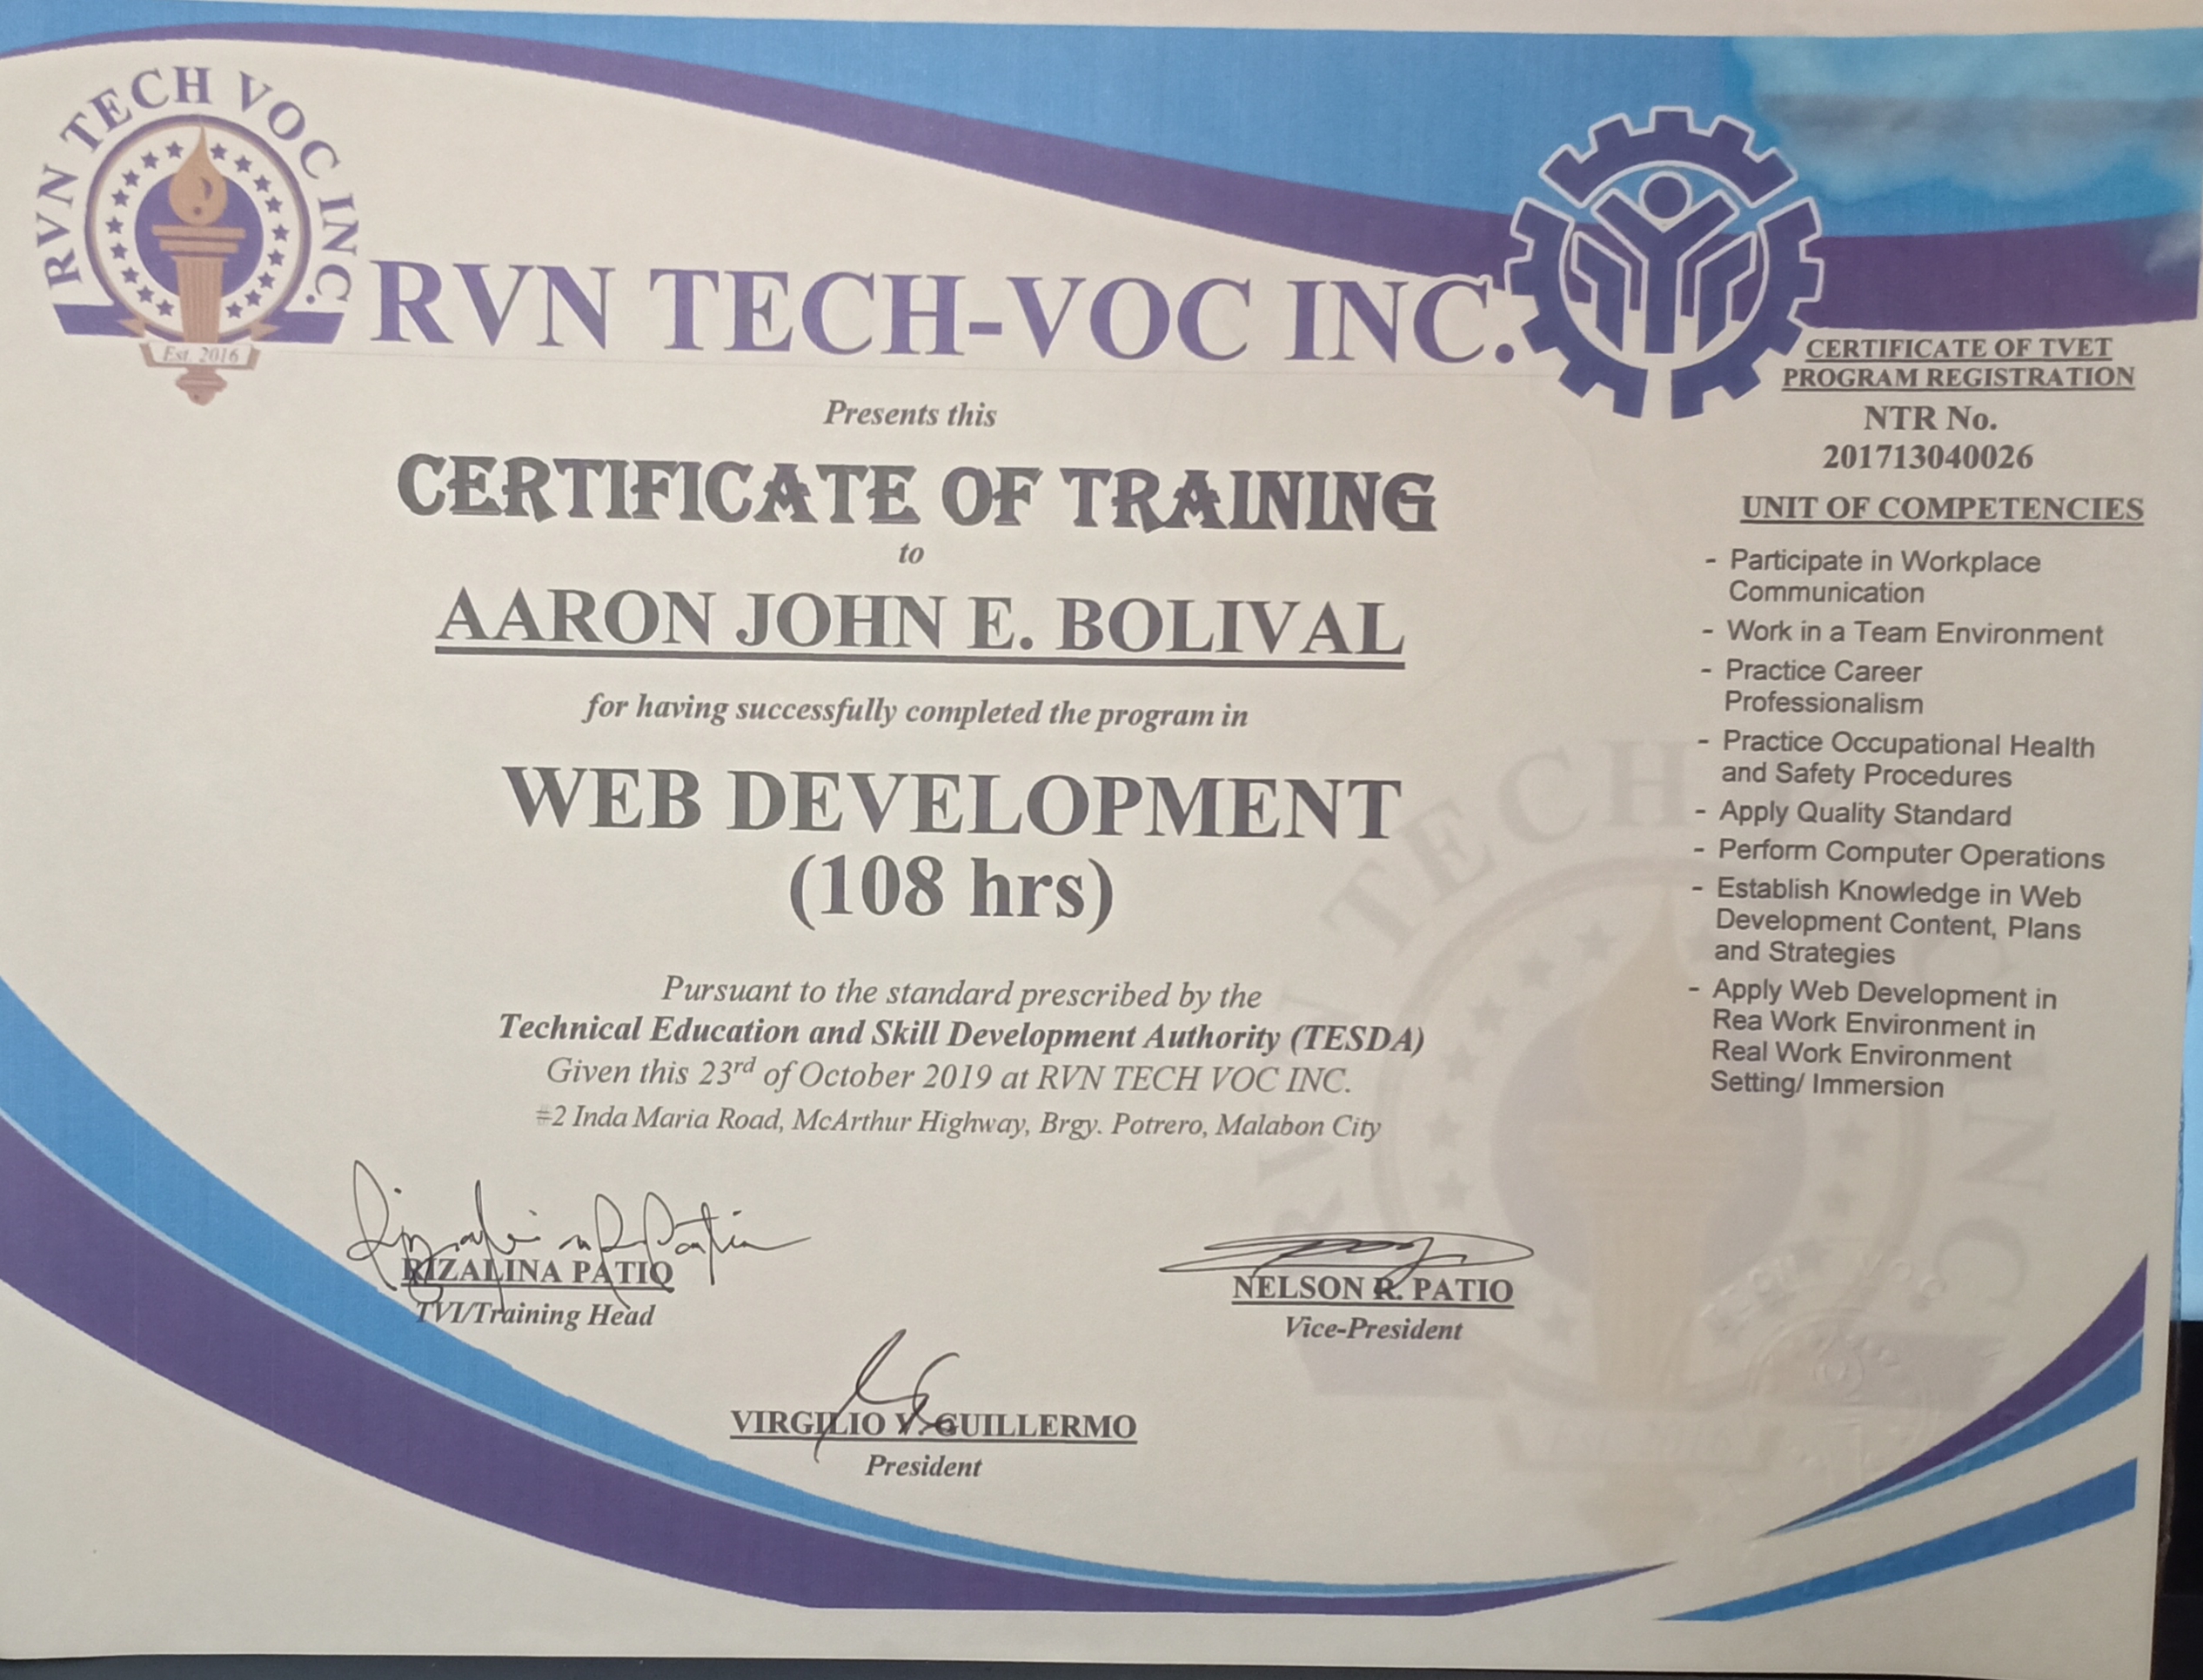 RVN TECH VOC INC.
Est. 2016
RVN TECH-VOC INC.
Presents this
CERTIFICATE OF TRAINING
to
AARON JOHN E. BOLIVAL
for having successfully completed the program in
WEB DEVELOPMENT
(108 hrs)
Pursuant to the standard prescribed by the
Technical Education and Skill Development Authority (TESDA)
Given this 23rd of October 2019 at RVN TECH VOC INC.
#2 Inda Maria Road, McArthur Highway, Brgy. Potrero, Malabon City
RIZALINA PATIO
TVI/Training Head
NELSON R. PATIO
Vice-President
VIRGILIO V. GUILLERMO
President
CERTIFICATE OF TVET
PROGRAM REGISTRATION
NTR No.
201713040026
UNIT OF COMPETENCIES
- Participate in Workplace
Communication
- Work in a Team Environment
- Practice Career
Professionalism
- Practice Occupational Health
and Safety Procedures
- Apply Quality Standard
- Perform Computer Operations
- Establish Knowledge in Web
Development Content, Plans
and Strategies
- Apply Web Development in
Rea Work Environment in
Real Work Environment
Setting/ Immersion